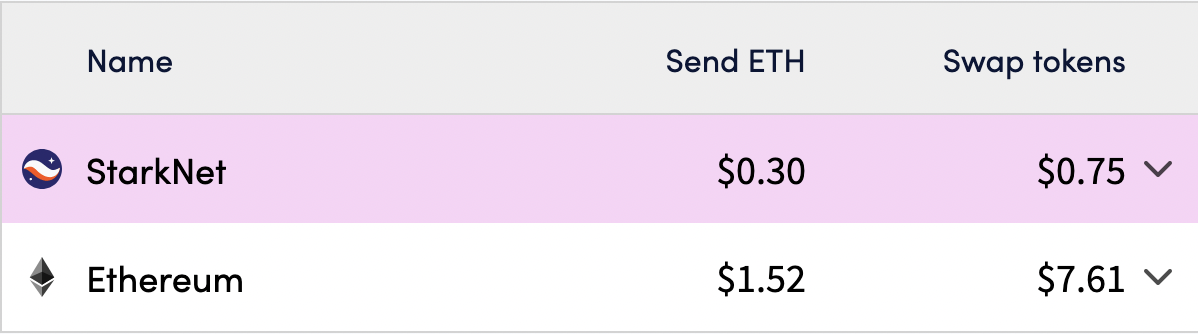 Name Send ETH Swap tokens
StarkNet $0.30 $0.75
Ethereum $1.52 $7.61